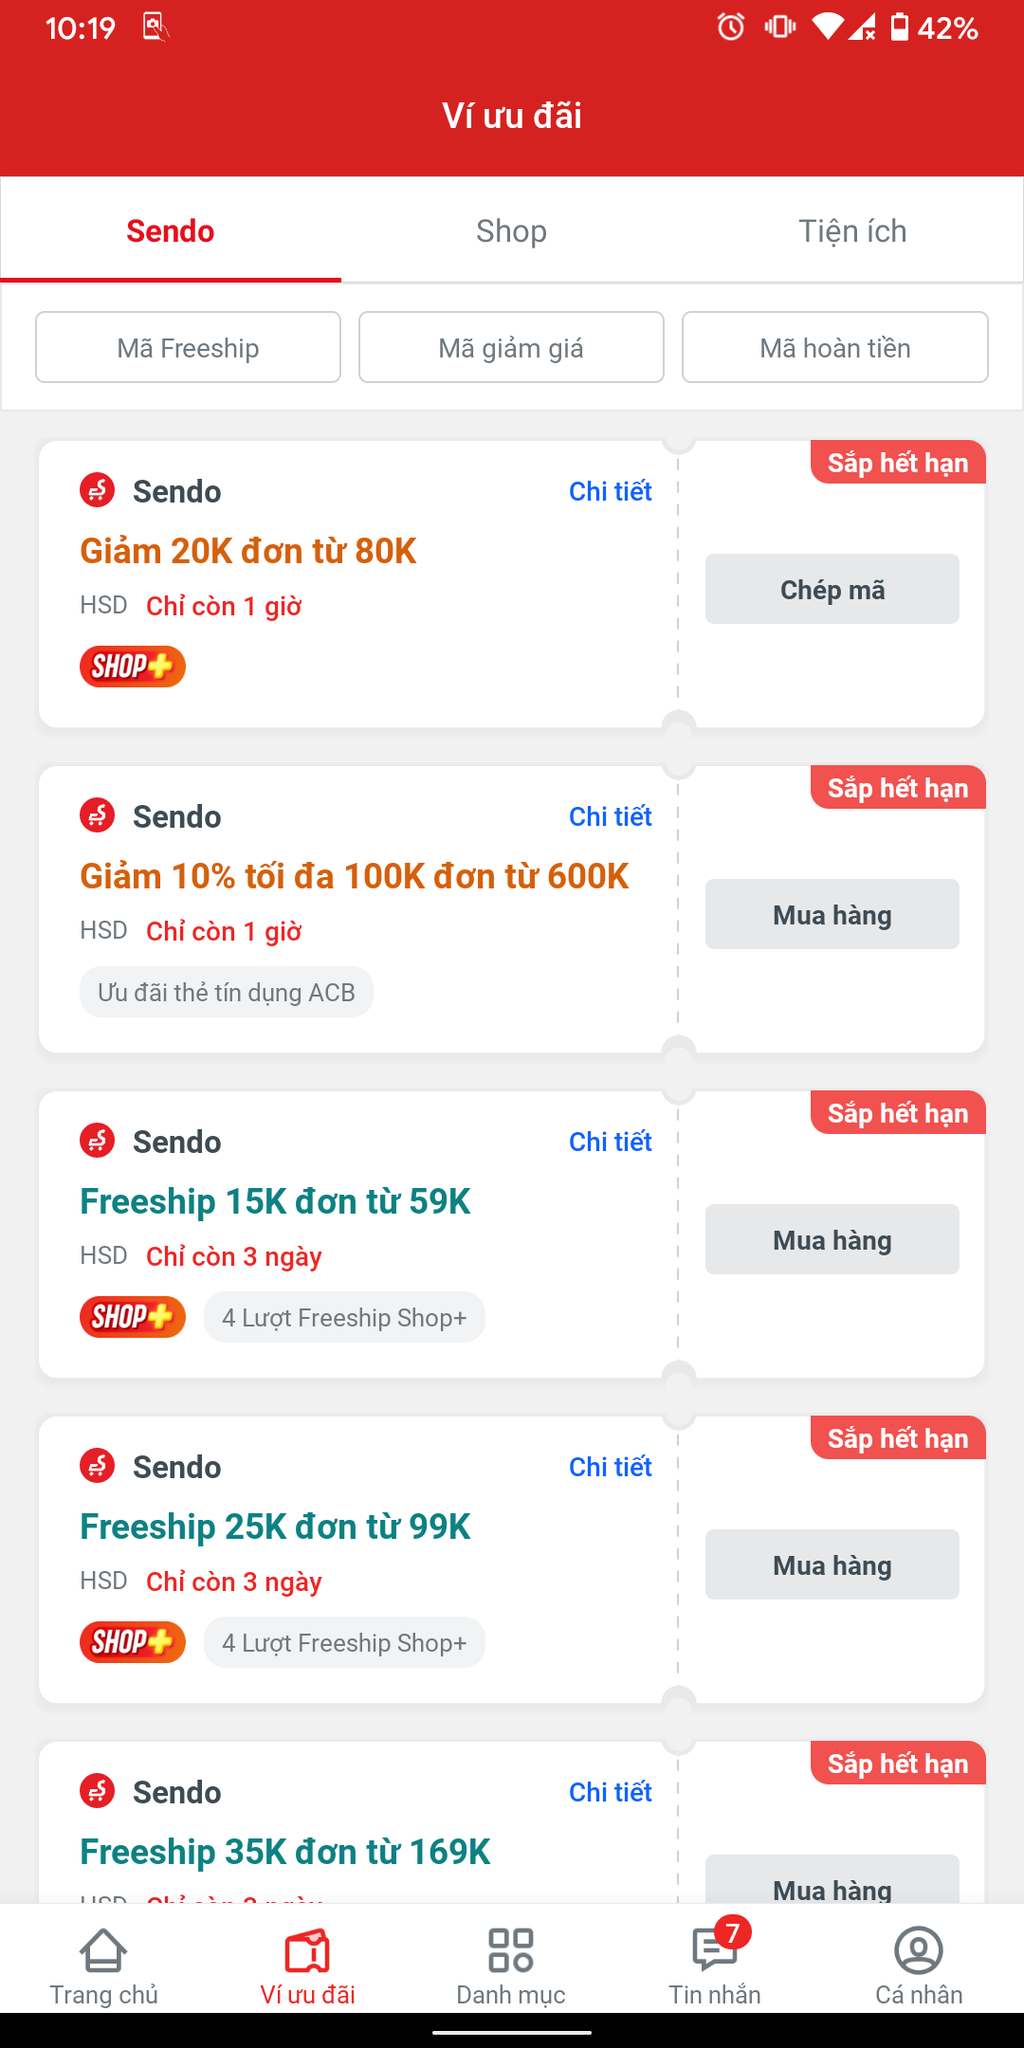 10:19
42%
Ví ưu đãi
Sendo
Shop
Tiện ích
Mã Freeship
Mã giảm giá
Mã hoàn tiền
Sắp hết hạn
Sendo
Chi tiết
Giảm 20K đơn từ 80K
HSD Chỉ còn 1 giờ
Chép mã
SHOP+
Sắp hết hạn
Sendo
Chi tiết
Giảm 10% tối đa 100K đơn từ 600K
HSD Chỉ còn 1 giờ
Mua hàng
Ưu đãi thẻ tín dụng ACB
Sắp hết hạn
Sendo
Chi tiết
Freeship 15K đơn từ 59K
HSD Chỉ còn 3 ngày
Mua hàng
SHOP+
4 Lượt Freeship Shop+
Sắp hết hạn
Sendo
Chi tiết
Freeship 25K đơn từ 99K
HSD Chỉ còn 3 ngày
Mua hàng
SHOP+
4 Lượt Freeship Shop+
Sắp hết hạn
Sendo
Chi tiết
Freeship 35K đơn từ 169K
Mua hàng
HSD Chỉ còn 3 ngày
7
Trang chủ
Ví ưu đãi
Danh mục
Tin nhắn
Cá nhân